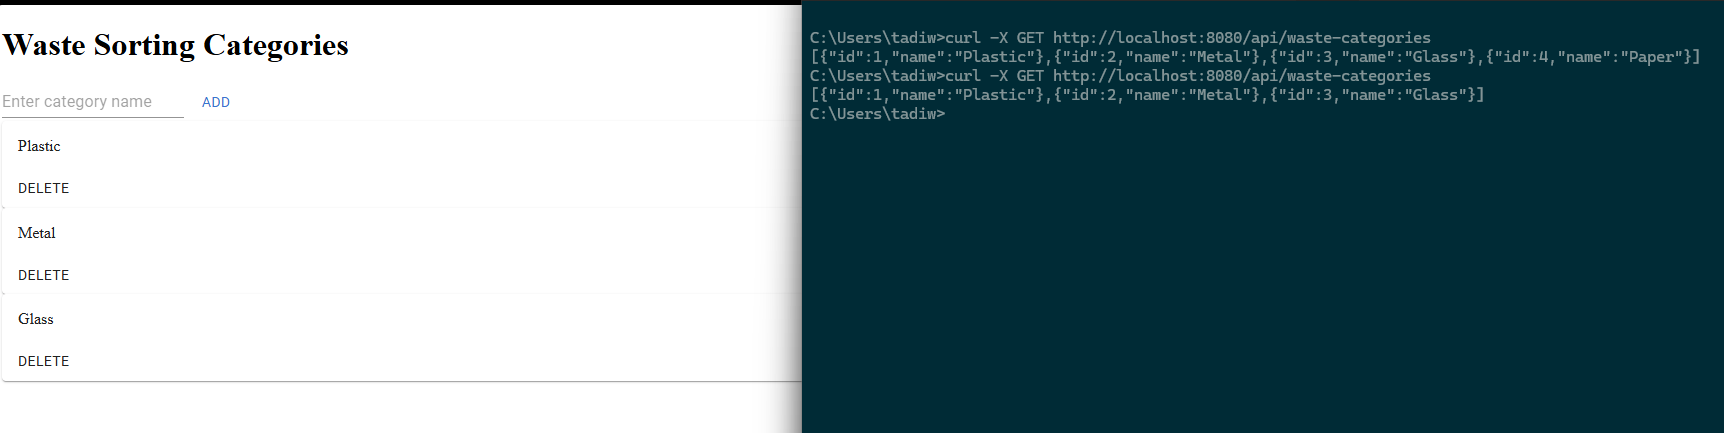 Waste Sorting Categories
Enter category name
ADD
Plastic
DELETE
Metal
DELETE
Glass
DELETE
C:\Users\tadiw>curl -X GET http://localhost:8080/api/waste-categories
[{"id":1,"name":"Plastic"},{"id":2,"name":"Metal"},{"id":3,"name":"Glass"},{"id":4,"name":"Paper"}]
C:\Users\tadiw>curl -X GET http://localhost:8080/api/waste-categories
[{"id":1,"name":"Plastic"},{"id":2,"name":"Metal"},{"id":3,"name":"Glass"}]
C:\Users\tadiw>